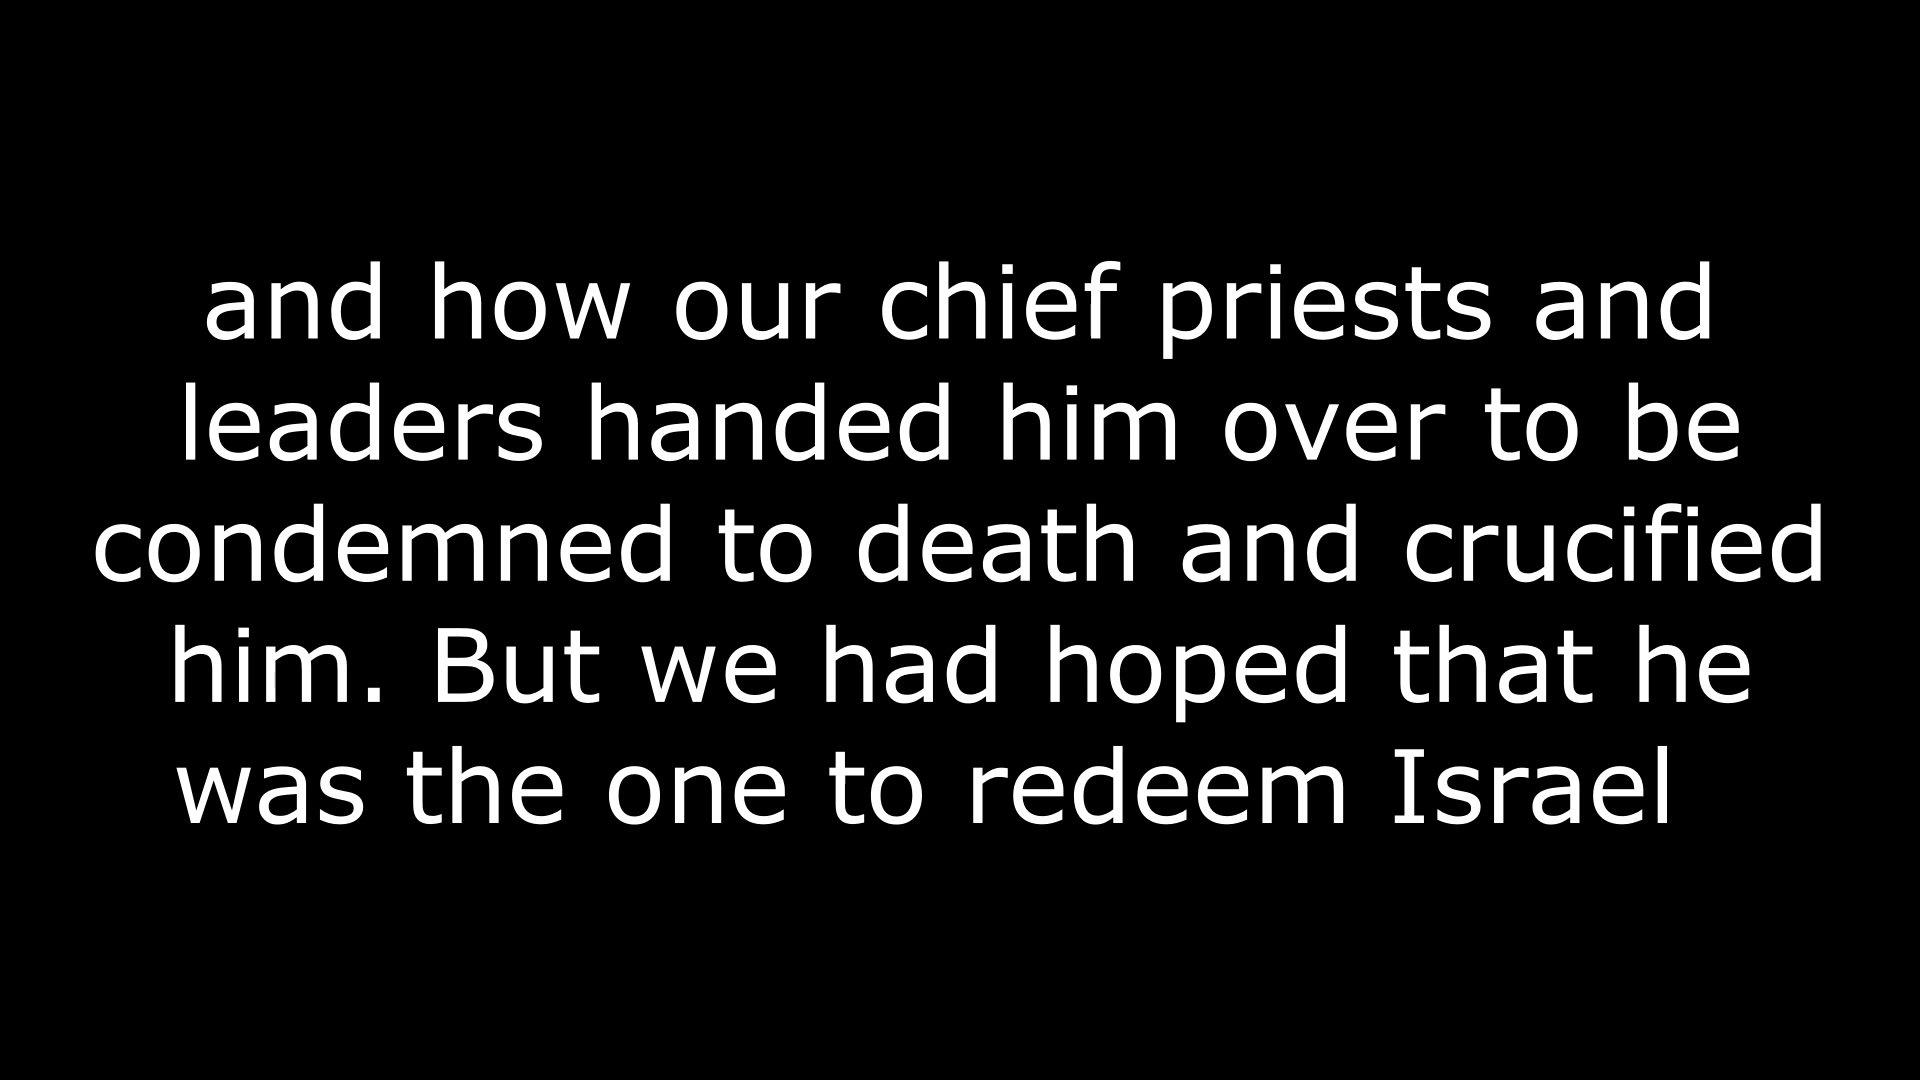 and how our chief priests and
leaders handed him over to be
condemned to death and crucified
him. But we had hoped that he
was the one to redeem Israel